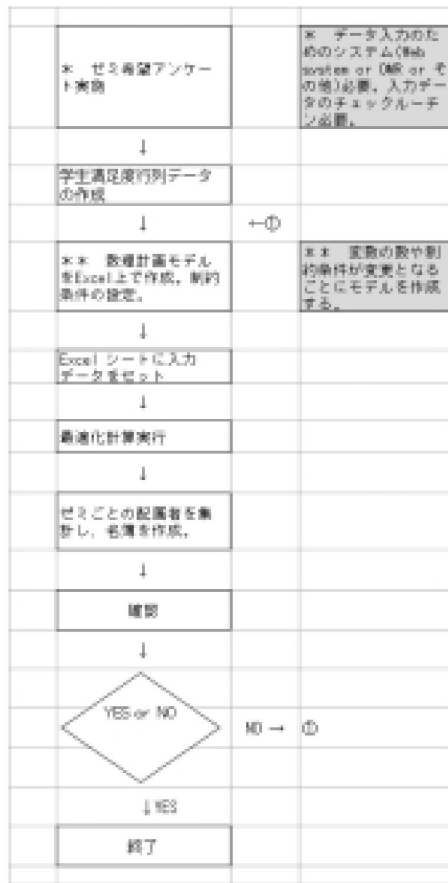 * ゼミ希望アンケー
ト実施
* データ入力のた
めのシステム(Web
system or OMR or そ
の他)必要。入力デー
タのチェックルーチ
ン必要。
↓
学生満足度行列データ
の作成
↓
←①
** 数理計画モデル
をExcel上で作成。制約
条件の設定。
** 変数の数や制
約条件が変更となる
ごとにモデルを作成
する。
↓
Excel シートに入力
データをセット
↓
最適化計算実行
↓
ゼミごとの配属者を集
計し、名簿を作成。
↓
確認
↓
YES or NO
NO → ①
↓YES
終了